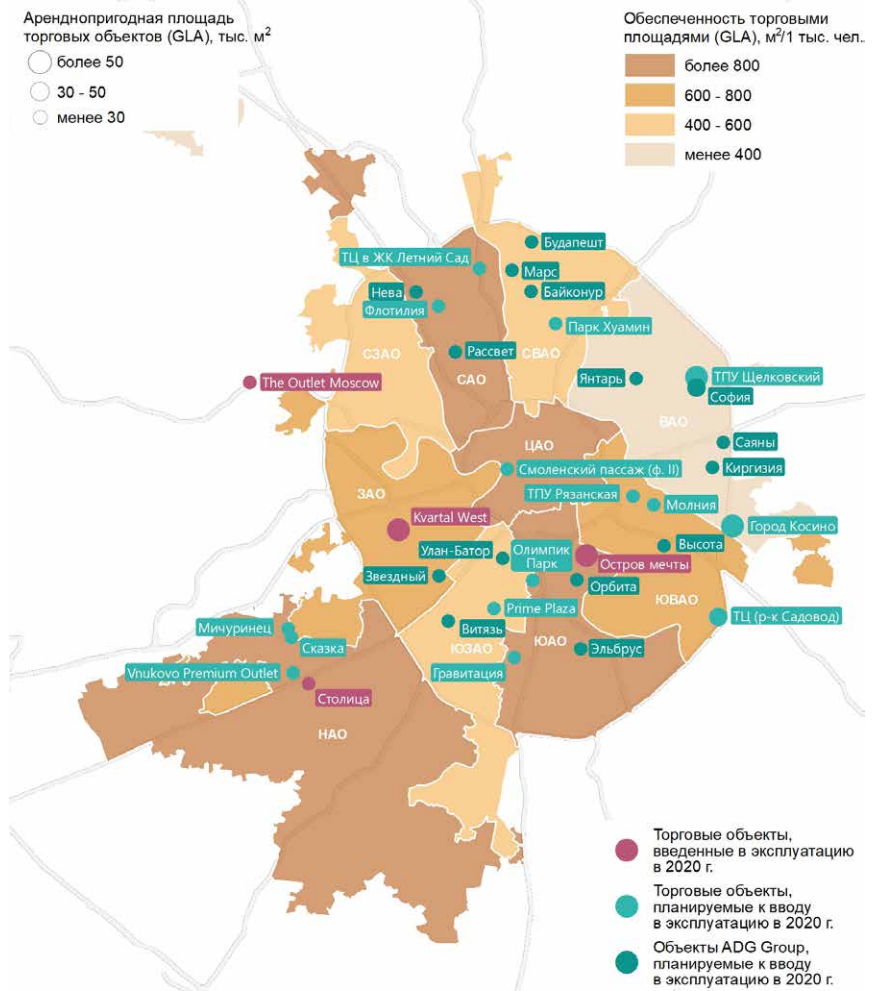 Арендопригодная площадь
торговых объектов (GLA), тыс. м²
более 50
30 - 50
менее 30
Обеспеченность торговыми
площадями (GLA), м²/1 тыс. чел..
более 800
600 - 800
400 - 600
менее 400
Будапешт
ТЦ в ЖК Летний Сад
Марс
Нева
Байконур
Флотилия
Парк Хуамин
СЗАО
Рассвет
СВАО
САО
Янтарь
ТПУ Щелковский
The Outlet Moscow
София
ВАО
ЦАО
Саяны
Смоленский пассаж (ф. II)
Киргизия
ЗАО
ТПУ Рязанская
Молния
Kvartal West
Город Косино
Улан-Батор
Олимпик
Парк
Высота
Остров мечты
Звездный
Орбита
ЮВАО
Prime Plaza
ТЦ (р-к Садовод)
Мичуринец
Витязь
ЮАО
Сказка
ЮЗАО
Эльбрус
Vnukovo Premium Outlet
Гравитация
Столица
НАО
Торговые объекты,
введенные в эксплуатацию
в 2020 г.
Торговые объекты,
планируемые к вводу
в эксплуатацию в 2020 г.
Объекты ADG Group,
планируемые к вводу
в эксплуатацию в 2020 г.